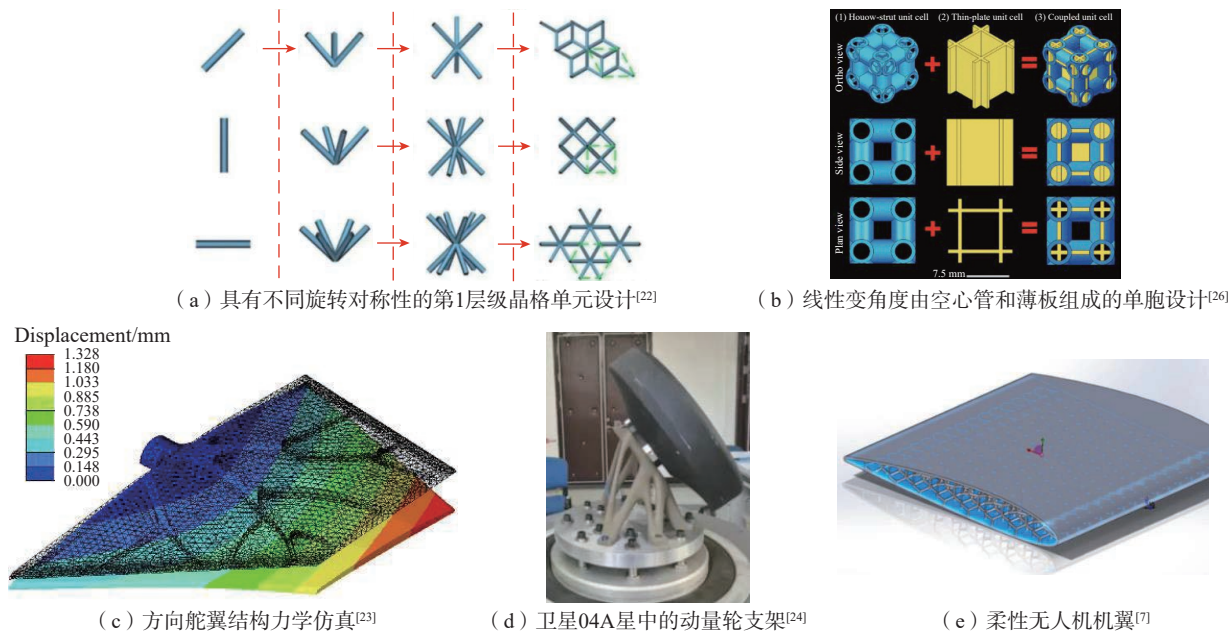 (1) Houow-strut unit cell (2) Thin-plate unit cell (3) Coupled unit cell
Ortho view
Side view
Plan view
7.5 mm
(a)具有不同旋转对称性的第1层级晶格单元设计[22]
(b)线性变角度由空心管和薄板组成的单胞设计[26]
Displacement/mm
1.328
1.180
1.033
0.885
0.738
0.590
0.443
0.295
0.148
0.000
(c)方向舵翼结构力学仿真[23]
(d)卫星04A星中的动量轮支架[24]
(e)柔性无人机机翼[7]